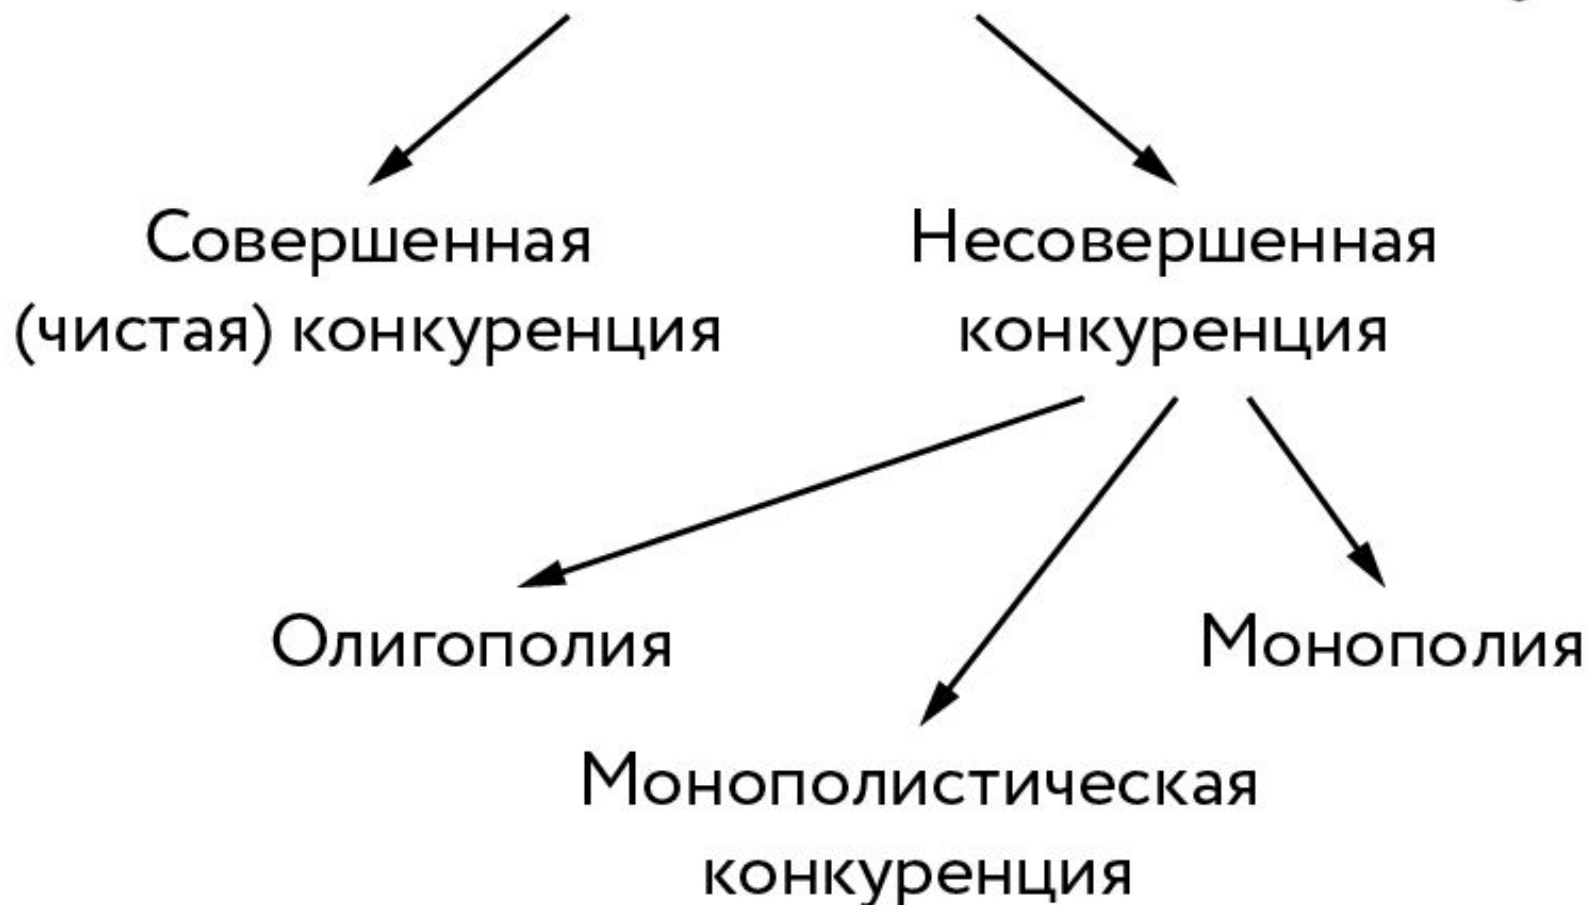 Совершенная
(чистая) конкуренция
Несовершенная
конкуренция
Олигополия
Монополия
Монополистическая
конкуренция